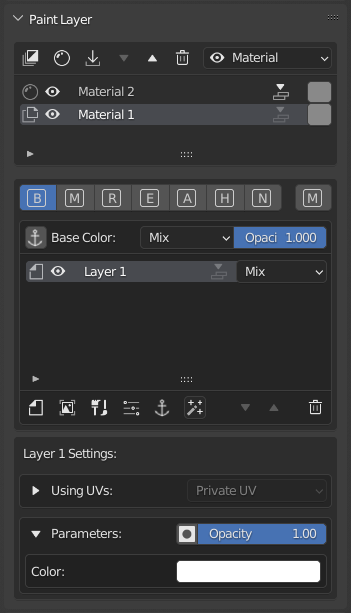 Paint Layer
Material
Material 2
Material 1
B M R E A H N M
Base Color: Mix Opaci 1.000
Layer 1 Mix
Layer 1 Settings:
Using UVs: Private UV
Parameters: Opacity 1.00
Color: